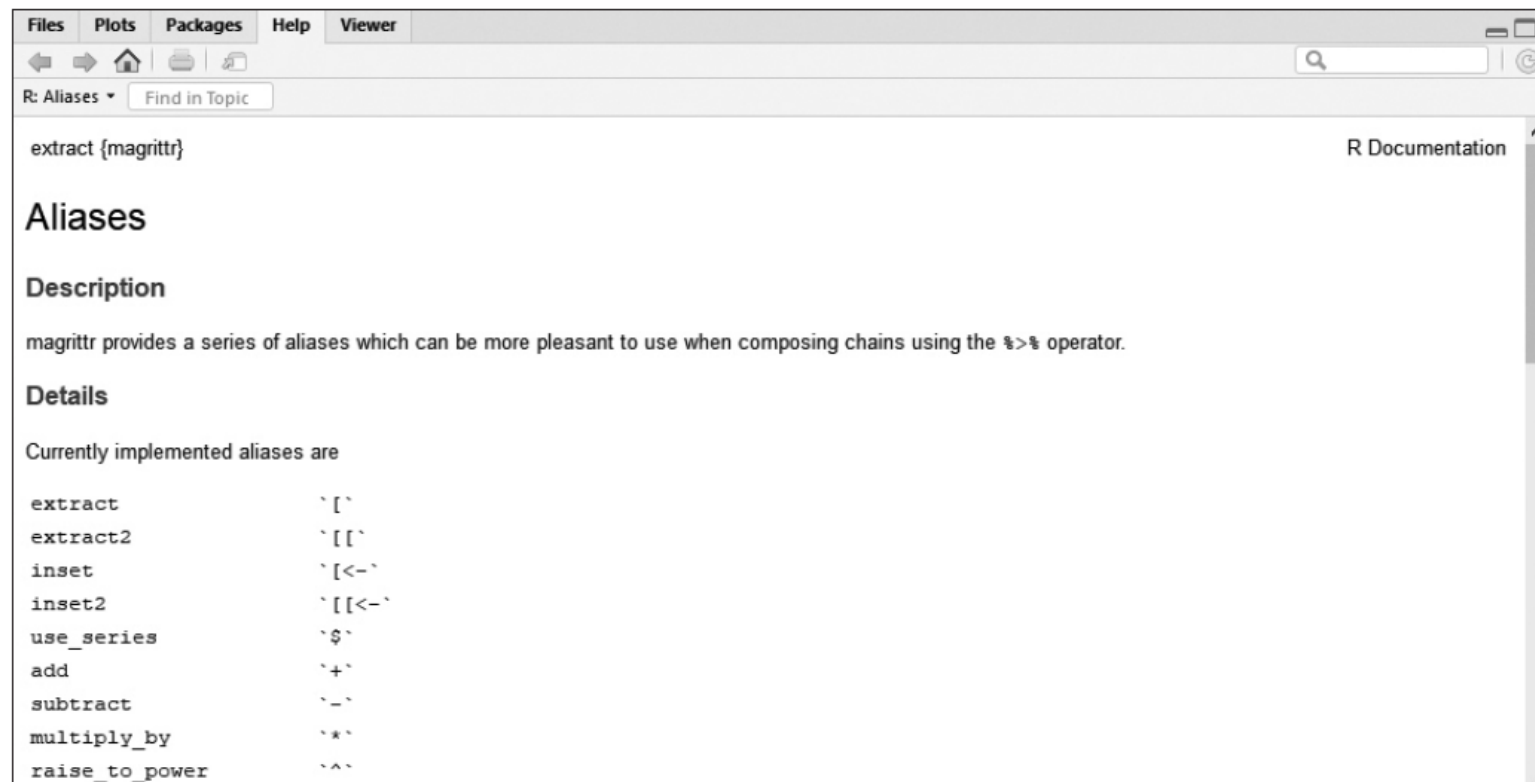 Files Plots Packages Help Viewer
R: Aliases Find in Topic
extract {magrittr} R Documentation
Aliases
Description
magrittr provides a series of aliases which can be more pleasant to use when composing chains using the %>% operator.
Details
Currently implemented aliases are
extract `[`
extract2 `[[`
inset `[<-`
inset2 `[[<-`
use_series `$`
add `+`
subtract `-`
multiply_by `*`
raise_to_power `^`